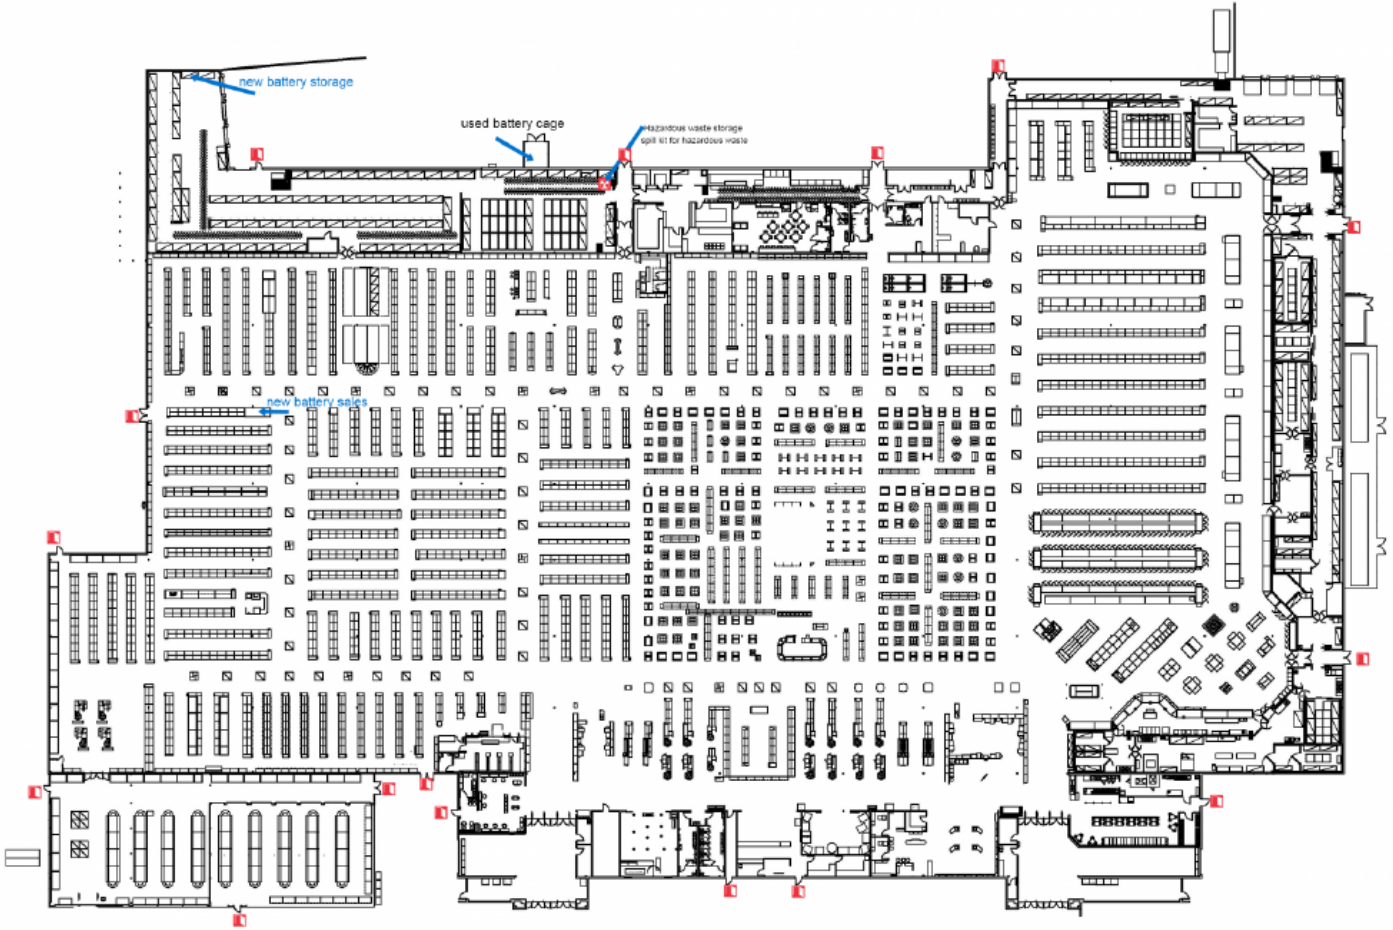 new battery storage
used battery cage
Hazardous waste storage
spill kit for hazardous waste
new battery sales